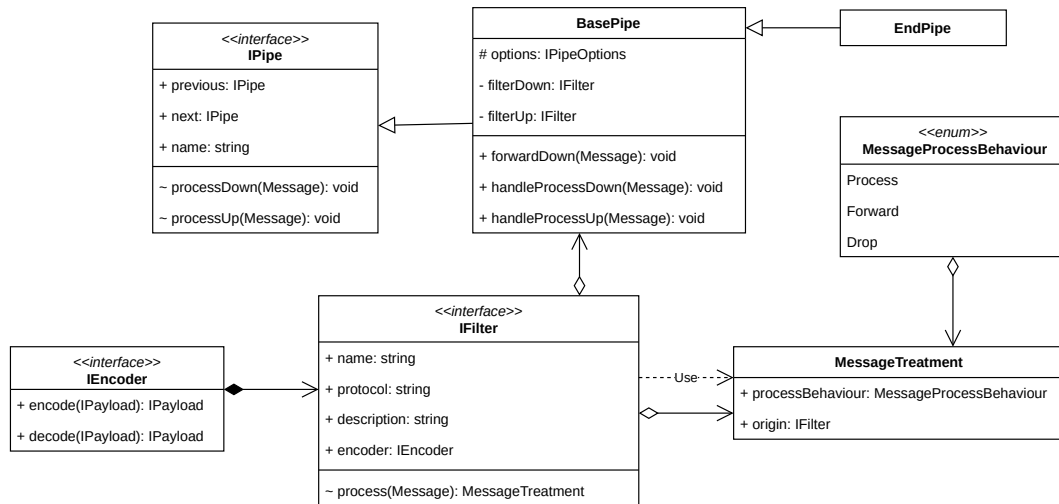 <<interface>>
IPipe
+ previous: IPipe
+ next: IPipe
+ name: string
~ processDown(Message): void
~ processUp(Message): void
BasePipe
# options: IPipeOptions
- filterDown: IFilter
- filterUp: IFilter
+ forwardDown(Message): void
+ handleProcessDown(Message): void
+ handleProcessUp(Message): void
EndPipe
<<enum>>
MessageProcessBehaviour
Process
Forward
Drop
<<interface>>
IEncoder
+ encode(IPayload): IPayload
+ decode(IPayload): IPayload
<<interface>>
IFilter
+ name: string
+ protocol: string
+ description: string
+ encoder: IEncoder
~ process(Message): MessageTreatment
Use
MessageTreatment
+ processBehaviour: MessageProcessBehaviour
+ origin: IFilter